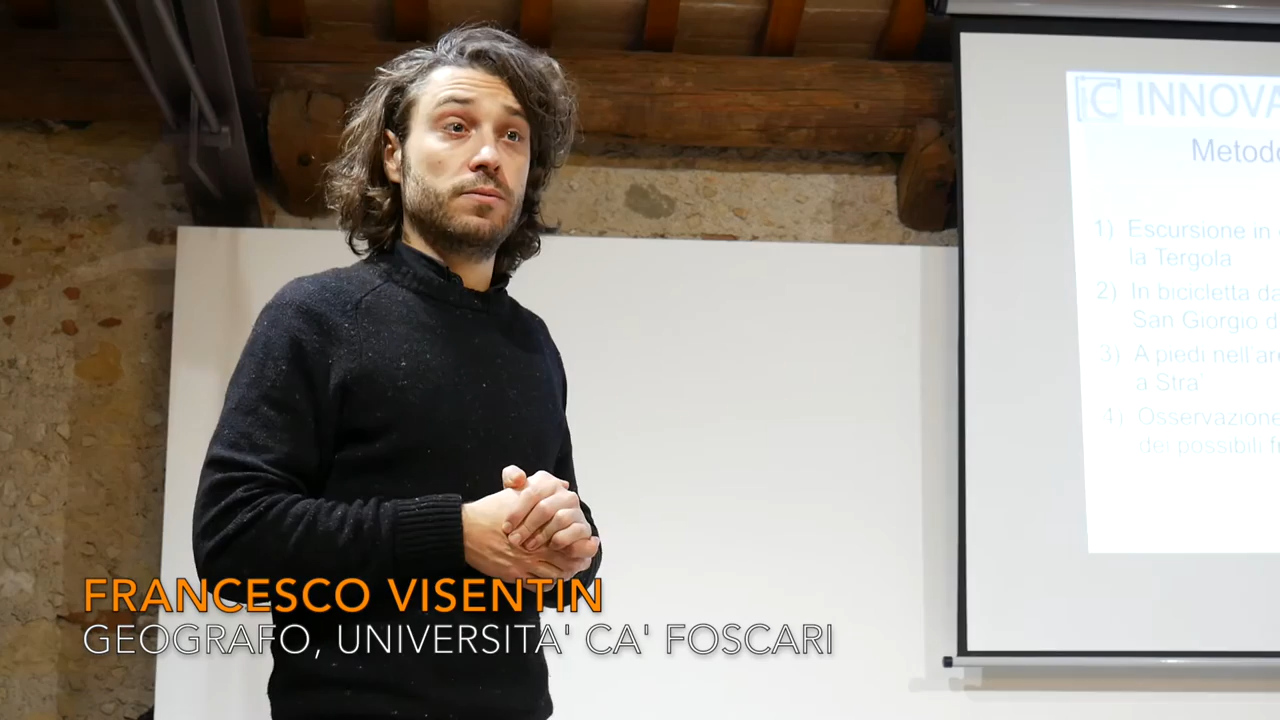 INNOVA
Metodo
1) Escursione in
la Tergola
2) In bicicletta da
San Giorgio d
3) A piedi nell'are
a Stra'
4) Osservazione
dei possibili f
FRANCESCO VISENTIN
GEOGRAFO, UNIVERSITA' CA' FOSCARI